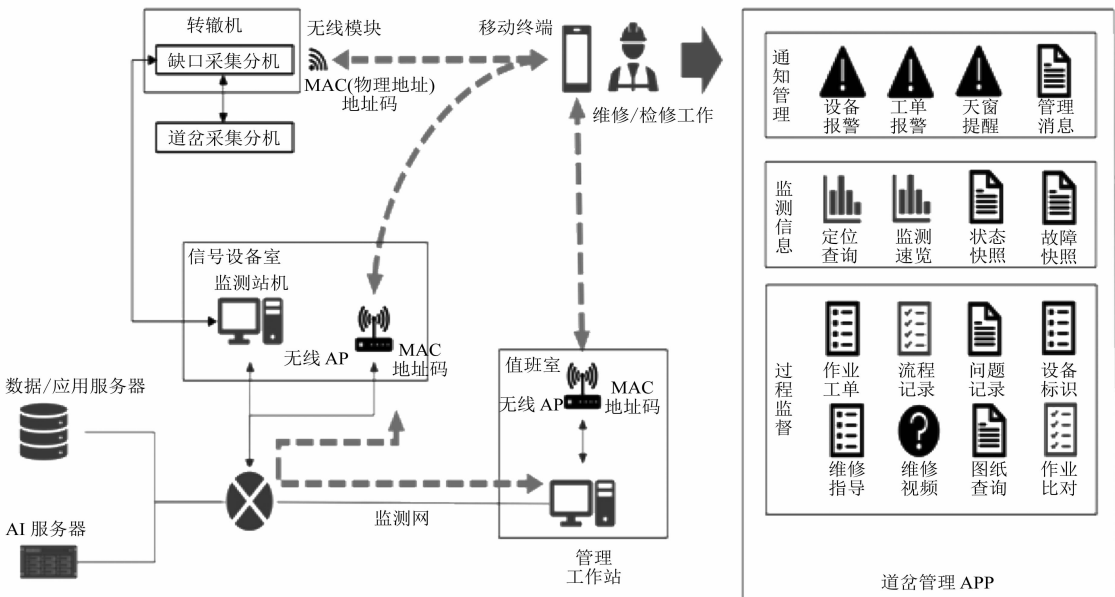 转辙机
缺口采集分机
道岔采集分机
无线模块
MAC(物理地址)
地址码
移动终端
维修/检修工作
信号设备室
监测站机
无线 AP
MAC
地址码
值班室
无线 AP
MAC
地址码
管理
工作站
数据/应用服务器
AI 服务器
监测网
通知管理
设备
报警
工单
报警
天窗
提醒
管理
消息
监测信息
定位
查询
监测
速览
状态
快照
故障
快照
过程监督
作业
工单
流程
记录
问题
记录
设备
标识
维修
指导
维修
视频
图纸
查询
作业
比对
道岔管理 APP